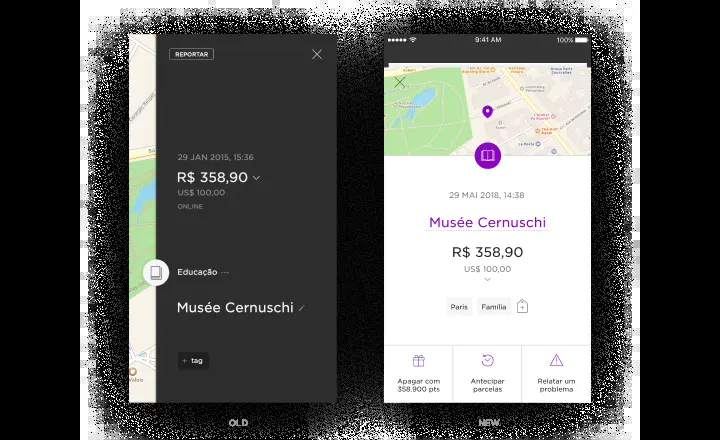 REPORTAR
29 JAN 2015, 15:36
R$ 358,90
US$ 100,00
ONLINE
Educação ...
Musée Cernuschi
+ tag
OLD
9:41 AM
100%
29 MAI 2018, 14:38
Musée Cernuschi
R$ 358,90
US$ 100,00
Paris
Família
Apagar com
358.900 pts
Antecipar
parcelas
Relatar um
problema
NEW